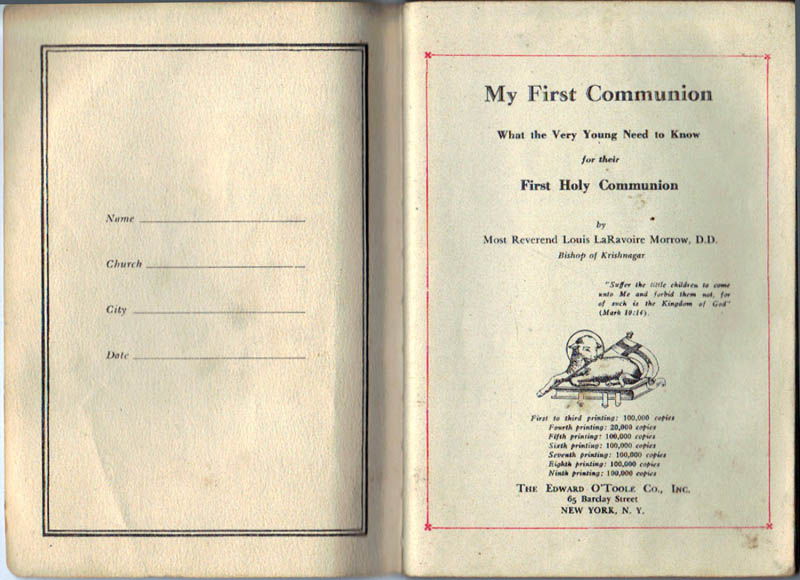 Name
Church
City
Date
My First Communion
What the Very Young Need to Know
for their
First Holy Communion
by
Most Reverend Louis LaRavoire Morrow, D.D.
Bishop of Krishnagar
"Suffer the little children to come
unto Me and forbid them not, for
of such is the Kingdom of God"
(Mark 10:14).
First to third printing: 100,000 copies
Fourth printing: 20,000 copies
Fifth printing: 100,000 copies
Sixth printing: 100,000 copies
Seventh printing: 100,000 copies
Eighth printing: 100,000 copies
Ninth printing: 100,000 copies
The Edward O'Toole Co., Inc.
65 Barclay Street
NEW YORK, N. Y.